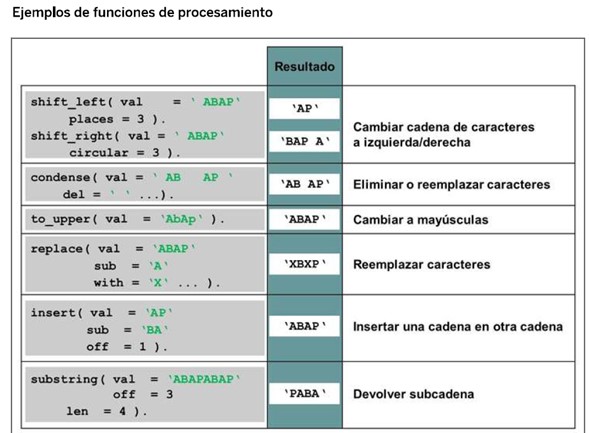 Ejemplos de funciones de procesamiento
Resultado
shift_left( val = ` ABAP`
places = 3 ).
shift_right( val = ` ABAP`
circular = 3 ).
`AP`
`BAP A`
Cambiar cadena de caracteres
a izquierda/derecha
condense( val = ` AB AP `
del = ` ` ...).
`AB AP`
Eliminar o reemplazar caracteres
to_upper( val = `AbAp` ).
`ABAP`
Cambiar a mayúsculas
replace( val = `ABAP`
sub = `A`
with = `X` ... ).
`XBXP`
Reemplazar caracteres
insert( val = `AP`
sub = `BA`
off = 1 ).
`ABAP`
Insertar una cadena en otra cadena
substring( val = `ABAPABAP`
off = 3
len = 4 ).
`PABA`
Devolver subcadena